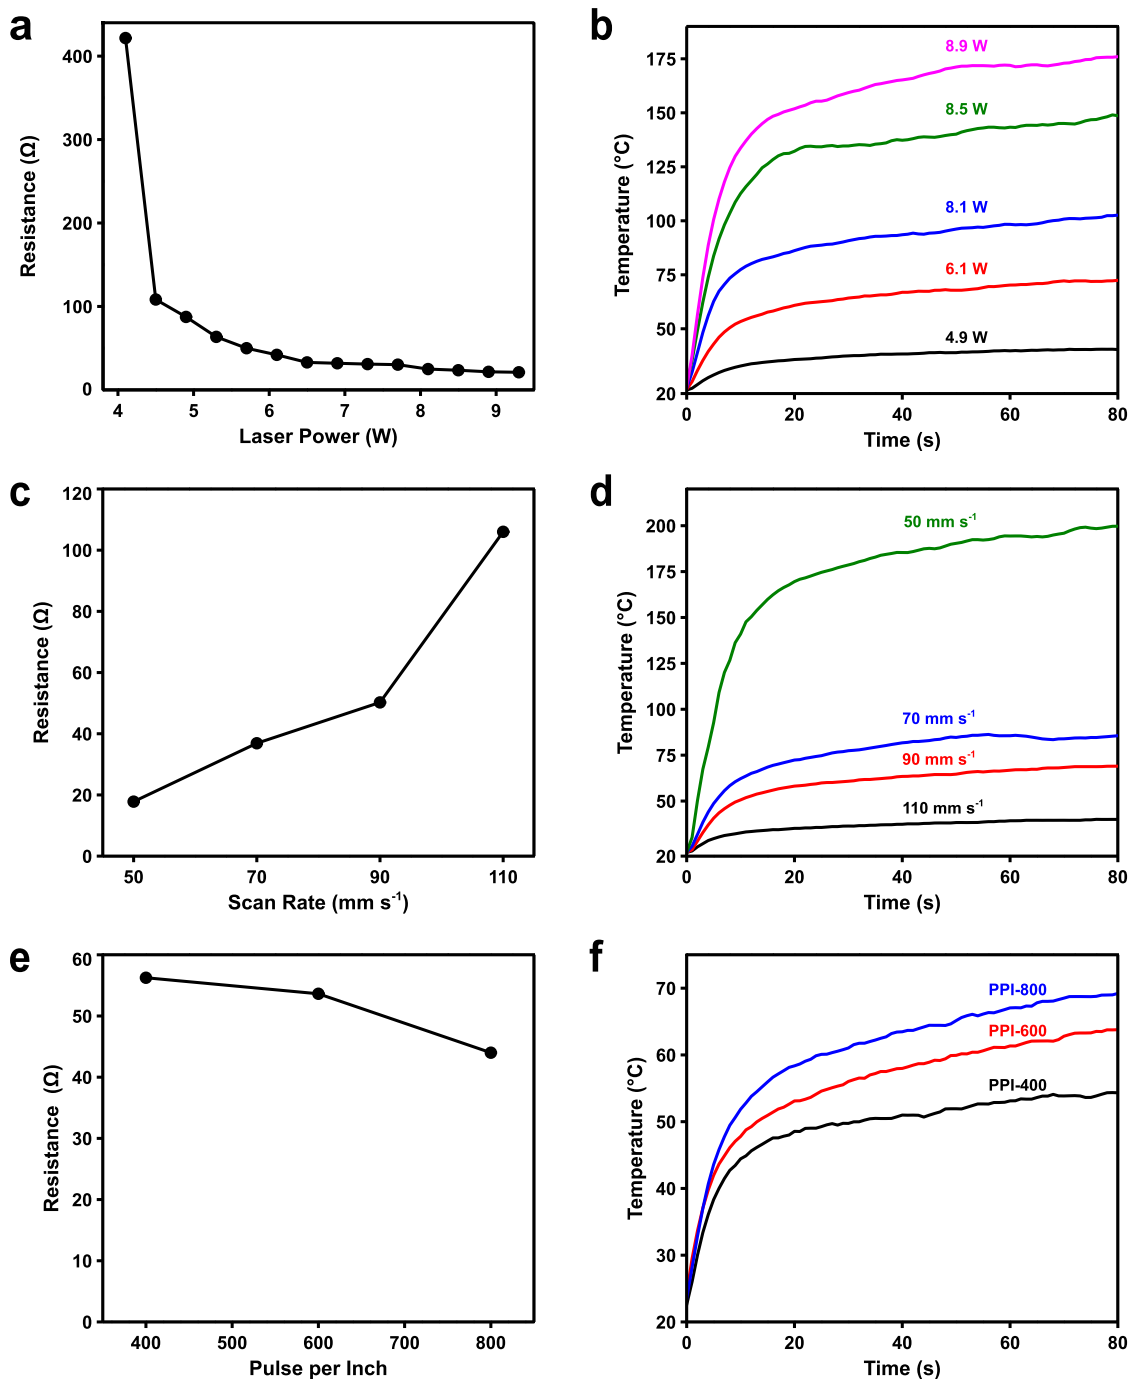 a
400
300
200
100
0
Resistance (Ω)
4 5 6 7 8 9
Laser Power (W)
b
175
150
125
100
75
50
20
Temperature (°C)
8.9 W
8.5 W
8.1 W
6.1 W
4.9 W
0 20 40 60 80
Time (s)
c
120
100
80
60
40
20
0
Resistance (Ω)
50 70 90 110
Scan Rate (mm s⁻¹)
d
200
175
150
125
100
75
50
20
Temperature (°C)
50 mm s⁻¹
70 mm s⁻¹
90 mm s⁻¹
110 mm s⁻¹
0 20 40 60 80
Time (s)
e
60
50
40
30
20
10
0
Resistance (Ω)
400 500 600 700 800
Pulse per Inch
f
70
60
50
40
30
20
Temperature (°C)
PPI-800
PPI-600
PPI-400
0 20 40 60 80
Time (s)